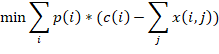 min ∑_i p(i) * (c(i) − ∑_j x(i,j))